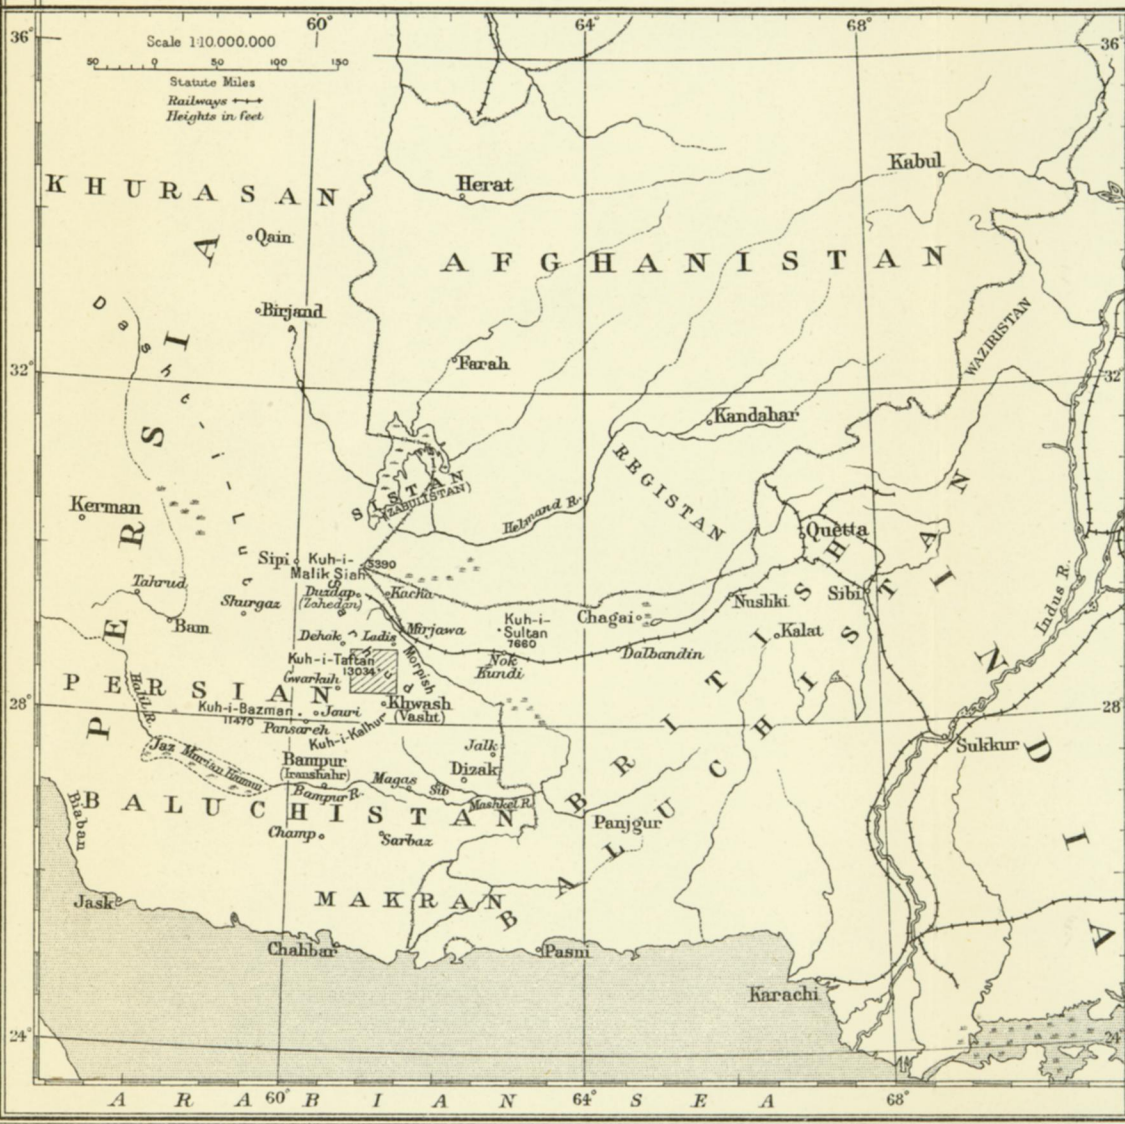 60°
64°
68°
36°
36°
Scale 1:10.000.000
50 0 50 100 150
Statute Miles
Railways
Heights in feet
Kabul
KHURASAN
Herat
Qain
AFGHANISTAN
PERSIA
Dasht-i-Lut
Birjand
WAZIRISTAN
Farah
32°
32
Kandahar
SISTAN
(ZABULISTAN)
REGISTAN
Kerman
Helmand R.
Quetta
Sipi
Kuh-i-
Malik Siah
5390
Tahrud
Duzdap
(Zahedan)
Kacha
Shurgaz
Nushki
Sibi
Indus R.
Kuh-i-
Sultan
7660
Chagai
Bam
Mirjawa
Dehak
Ladis
Kalat
Dalbandin
Nok
Kundi
Kuh-i-Taftan
13034
Morpish
Gwarkuh
PERSIAN
Halil R.
Kuh-i-Bazman
11470
Jauri
Khwash
(Vasht)
28°
28°
Pansareh
Kuh-i-Kalhur
Jaz Murian Hamun
Jalk
Sukkur
Bampur
(Iranshahr)
Dizak
Magas
Sib
Bampur R.
Mashkel R.
BALUCHISTAN
Biaban
Champ
Sarbaz
Panjgur
BRITISH
BALUCHISTAN
INDIA
MAKRAN
Jask
Chahbar
Pasni
Karachi
24°
24°
60°
64°
68°
ARABIAN SEA